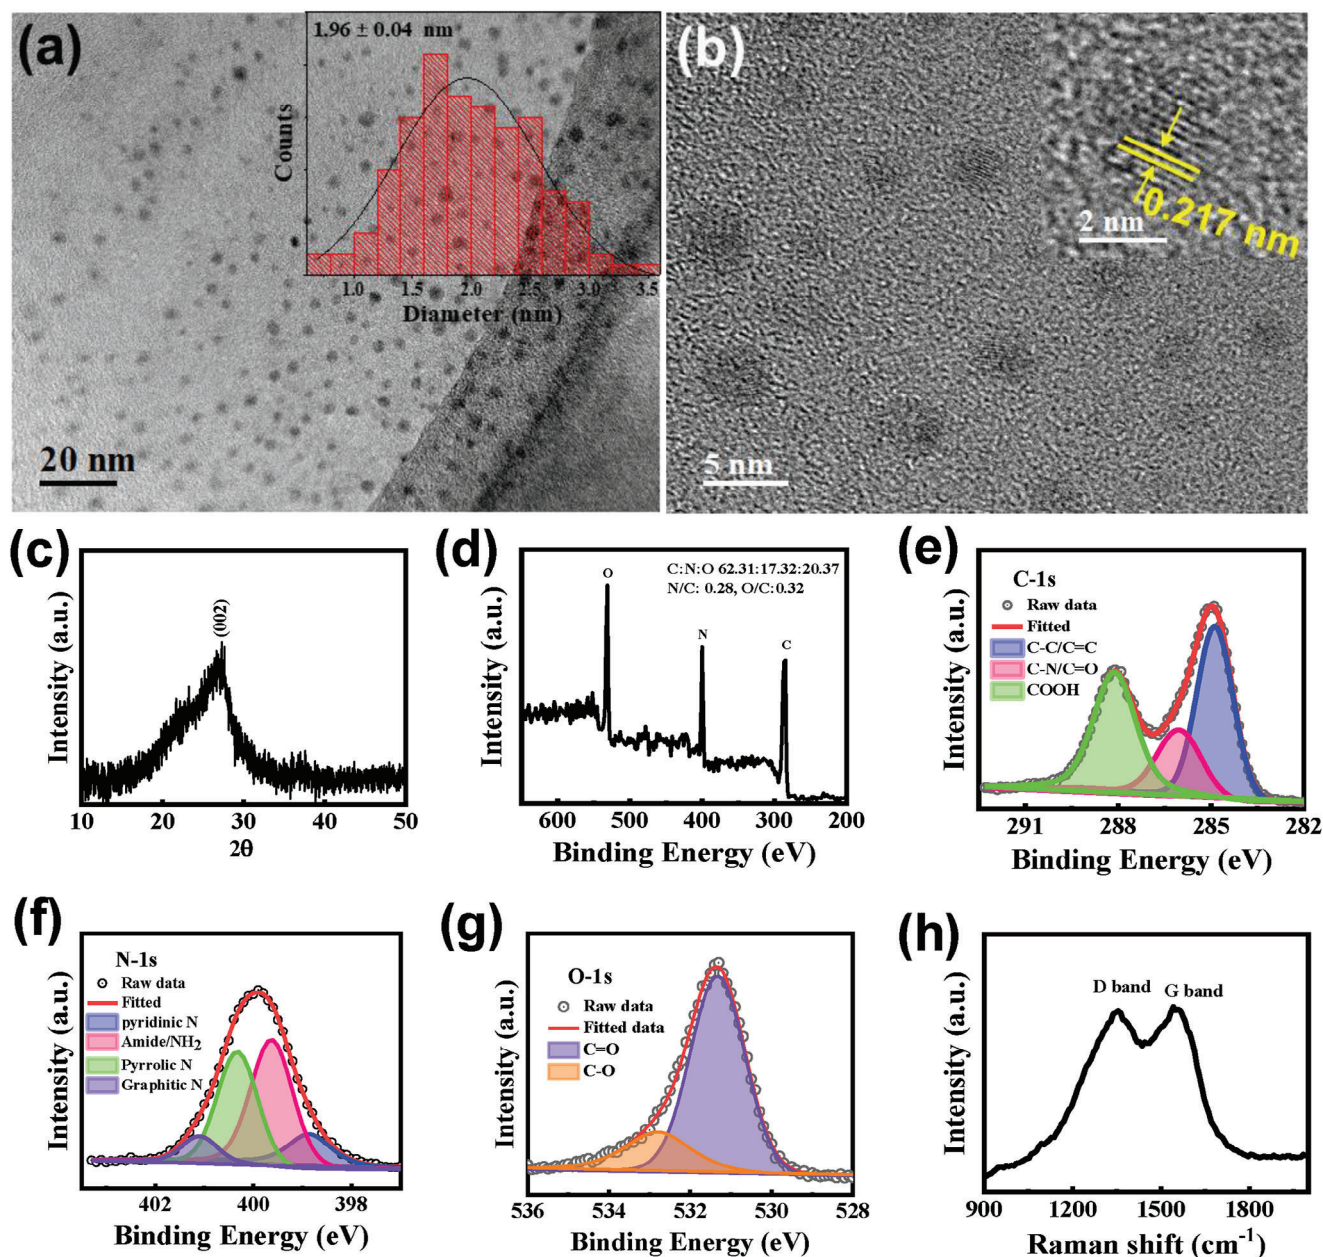 (a)
1.96 ± 0.04 nm
Counts
1.0 1.5 2.0 2.5 3.0 3.5
Diameter (nm)
20 nm
(b)
0.217 nm
2 nm
5 nm
(c)
Intensity (a.u.)
(002)
10 20 30 40 50
2θ
(d)
Intensity (a.u.)
C:N:O 62.31:17.32:20.37
N/C: 0.28, O/C:0.32
O
N
C
600 500 400 300 200
Binding Energy (eV)
(e)
Intensity (a.u.)
C-1s
Raw data
Fitted
C-C/C=C
C-N/C=O
COOH
291 288 285 282
Binding Energy (eV)
(f)
Intensity (a.u.)
N-1s
Raw data
Fitted
pyridinic N
Amide/NH2
Pyrrolic N
Graphitic N
402 400 398
Binding Energy (eV)
(g)
Intensity (a.u.)
O-1s
Raw data
Fitted data
C=O
C-O
536 534 532 530 528
Binding Energy (eV)
(h)
Intensity (a.u.)
D band G band
900 1200 1500 1800
Raman shift (cm-1)